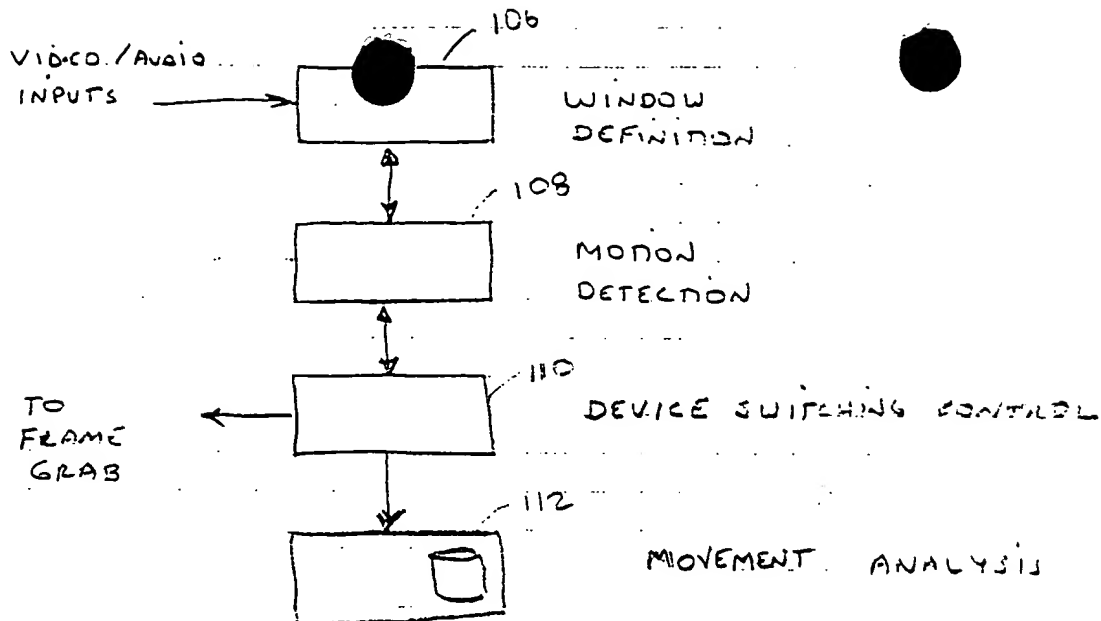 106
VIDEO/AUDIO
INPUTS
WINDOW
DEFINITION
108
MOTION
DETECTION
110
TO
FRAME
GRAB
DEVICE SWITCHING CONTROL
112
MOVEMENT ANALYSIS